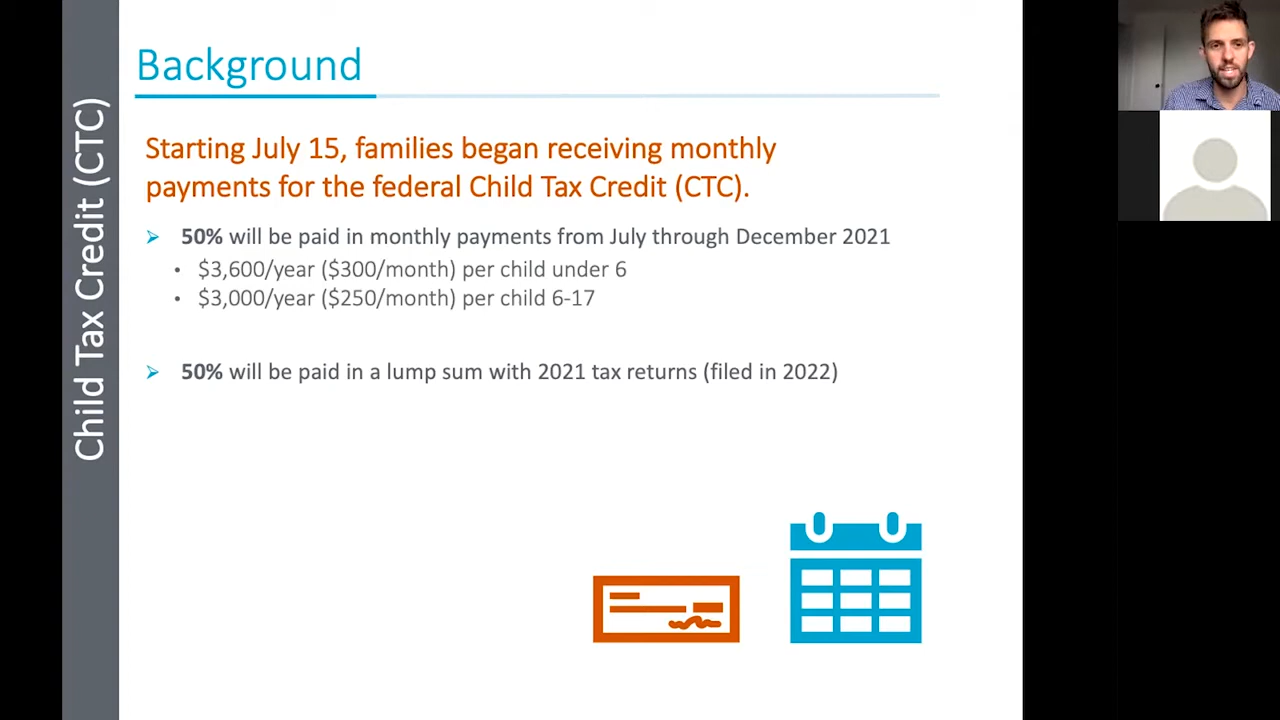 Background
Child Tax Credit (CTC)
Starting July 15, families began receiving monthly
payments for the federal Child Tax Credit (CTC).
50% will be paid in monthly payments from July through December 2021
$3,600/year ($300/month) per child under 6
$3,000/year ($250/month) per child 6-17
50% will be paid in a lump sum with 2021 tax returns (filed in 2022)